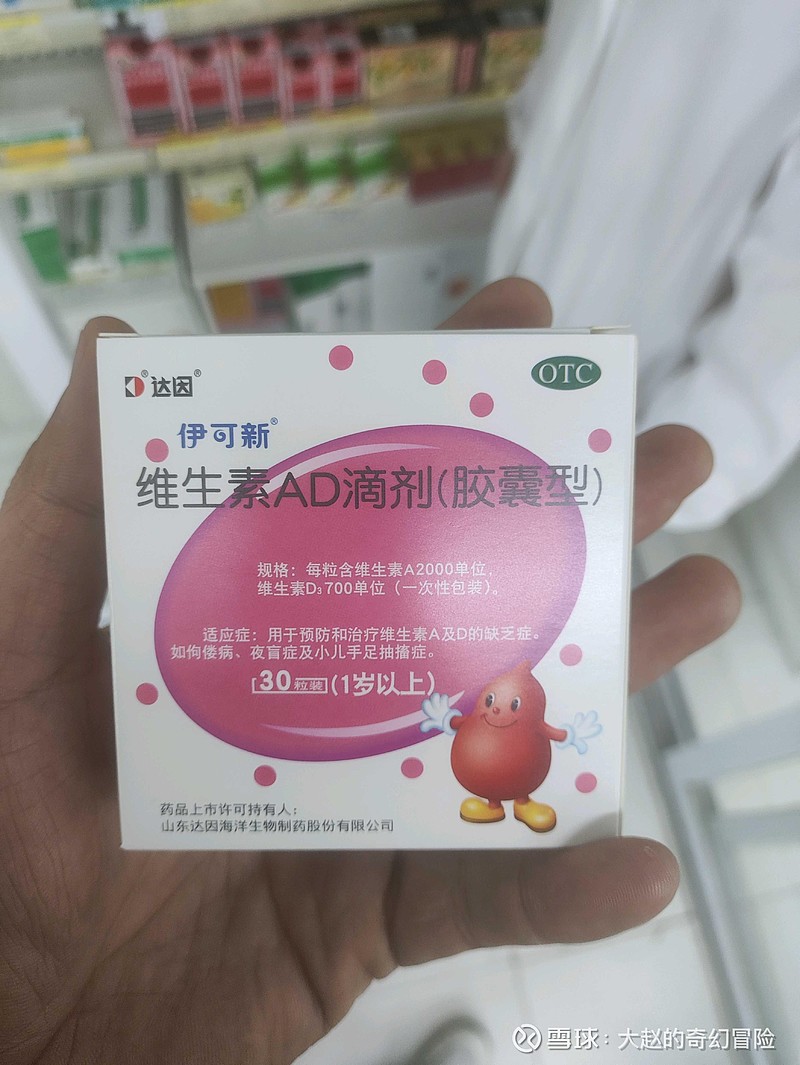 D®达因®
OTC
伊可新®
维生素AD滴剂(胶囊型)
规格：每粒含维生素A2000单位，
维生素D₃700单位（一次性包装）。
适应症：用于预防和治疗维生素A及D的缺乏症。
如佝偻病、夜盲症及小儿手足抽搐症。
30粒装(1岁以上)
药品上市许可持有人：
山东达因海洋生物制药股份有限公司
雪球：大赵的奇幻冒险